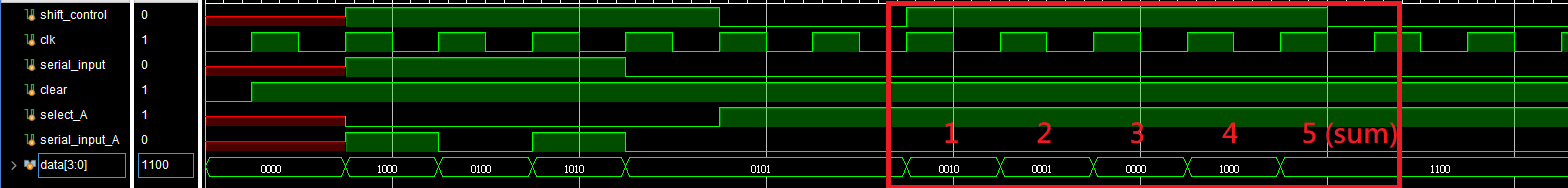 shift_control 0
clk 1
serial_input 0
clear 1
select_A 1
serial_input_A 0
1 2 3 4 5 (sum)
data[3:0] 1100 0000 1000 0100 1010 0101 0010 0001 0000 1000 1100